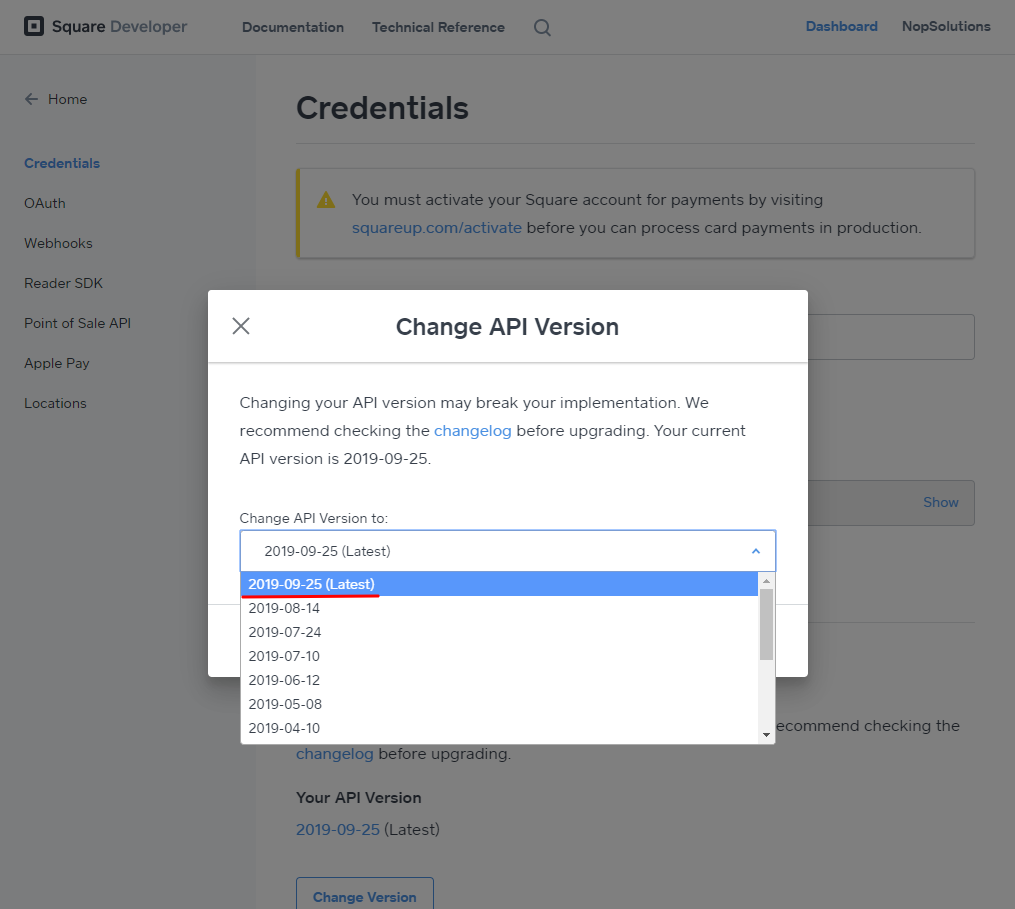 Square Developer
Documentation
Technical Reference
Dashboard
NopSolutions
Home
Credentials
OAuth
Webhooks
Reader SDK
Point of Sale API
Apple Pay
Locations
Credentials
You must activate your Square account for payments by visiting
squareup.com/activate before you can process card payments in production.
Change API Version
Changing your API version may break your implementation. We
recommend checking the changelog before upgrading. Your current
API version is 2019-09-25.
Show
Change API Version to:
2019-09-25 (Latest)
2019-09-25 (Latest)
2019-08-14
2019-07-24
2019-07-10
2019-06-12
2019-05-08
2019-04-10
ecommend checking the
changelog before upgrading.
Your API Version
2019-09-25 (Latest)
Change Version